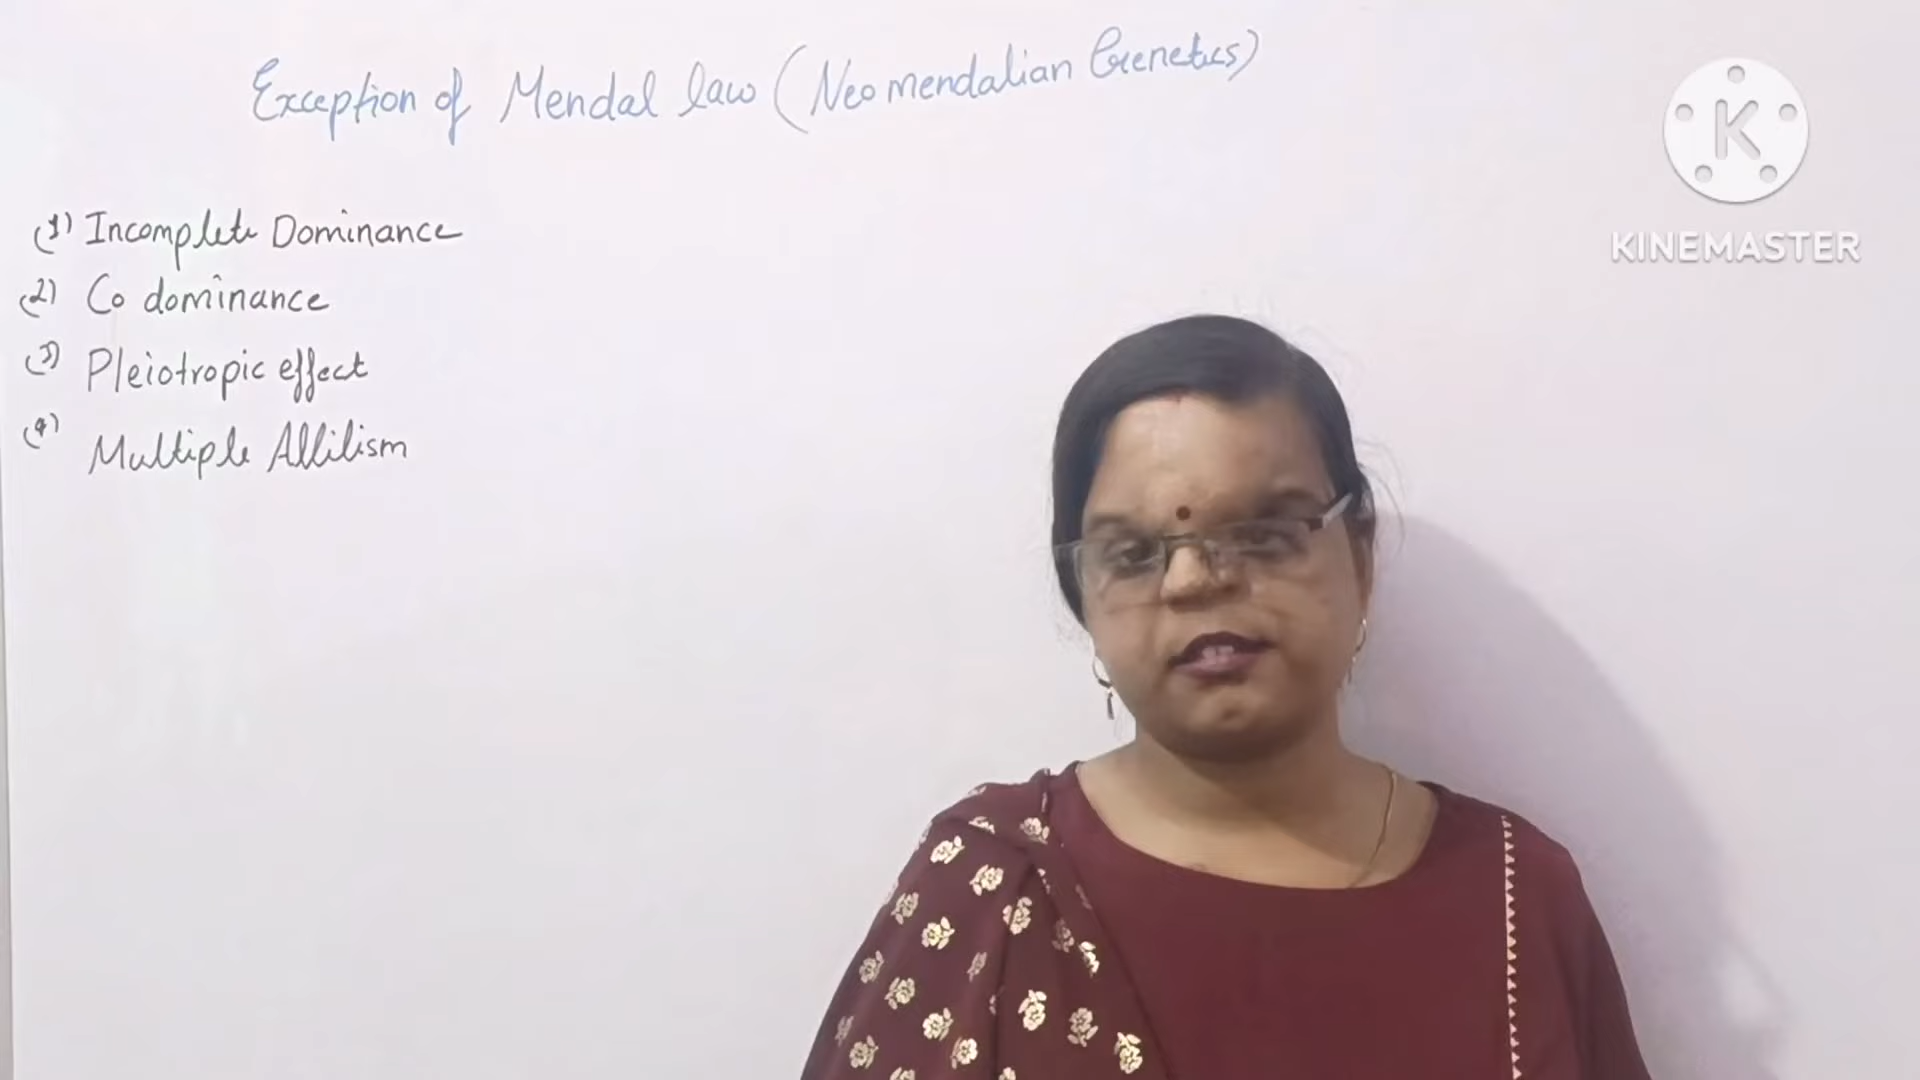 Exception of Mendal law (Neo mendalian Genetics)
(1) Incomplete Dominance
(2) Co dominance
(3) Pleiotropic effect
(4) Multiple Allilism
K
KINEMASTER